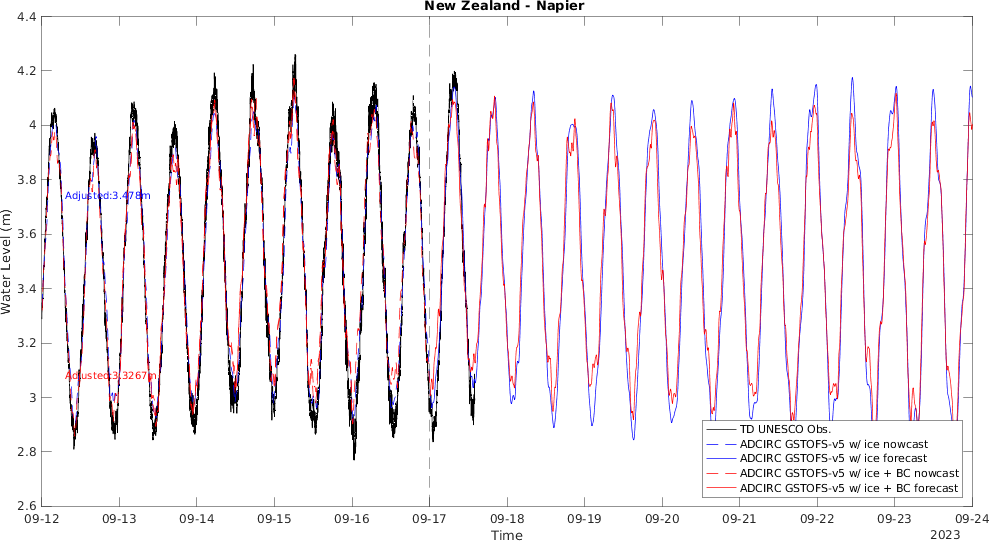 New Zealand - Napier
4.4
4.2
4
3.8
3.6
3.4
3.2
3
2.8
2.6
Water Level (m)
Adjusted:3.478m
Adjusted:3.3267m
TD UNESCO Obs.
ADCIRC GSTOFS-v5 w/ ice nowcast
ADCIRC GSTOFS-v5 w/ ice forecast
ADCIRC GSTOFS-v5 w/ ice + BC nowcast
ADCIRC GSTOFS-v5 w/ ice + BC forecast
09-12 09-13 09-14 09-15 09-16 09-17 09-18 09-19 09-20 09-21 09-22 09-23 09-24
Time
2023